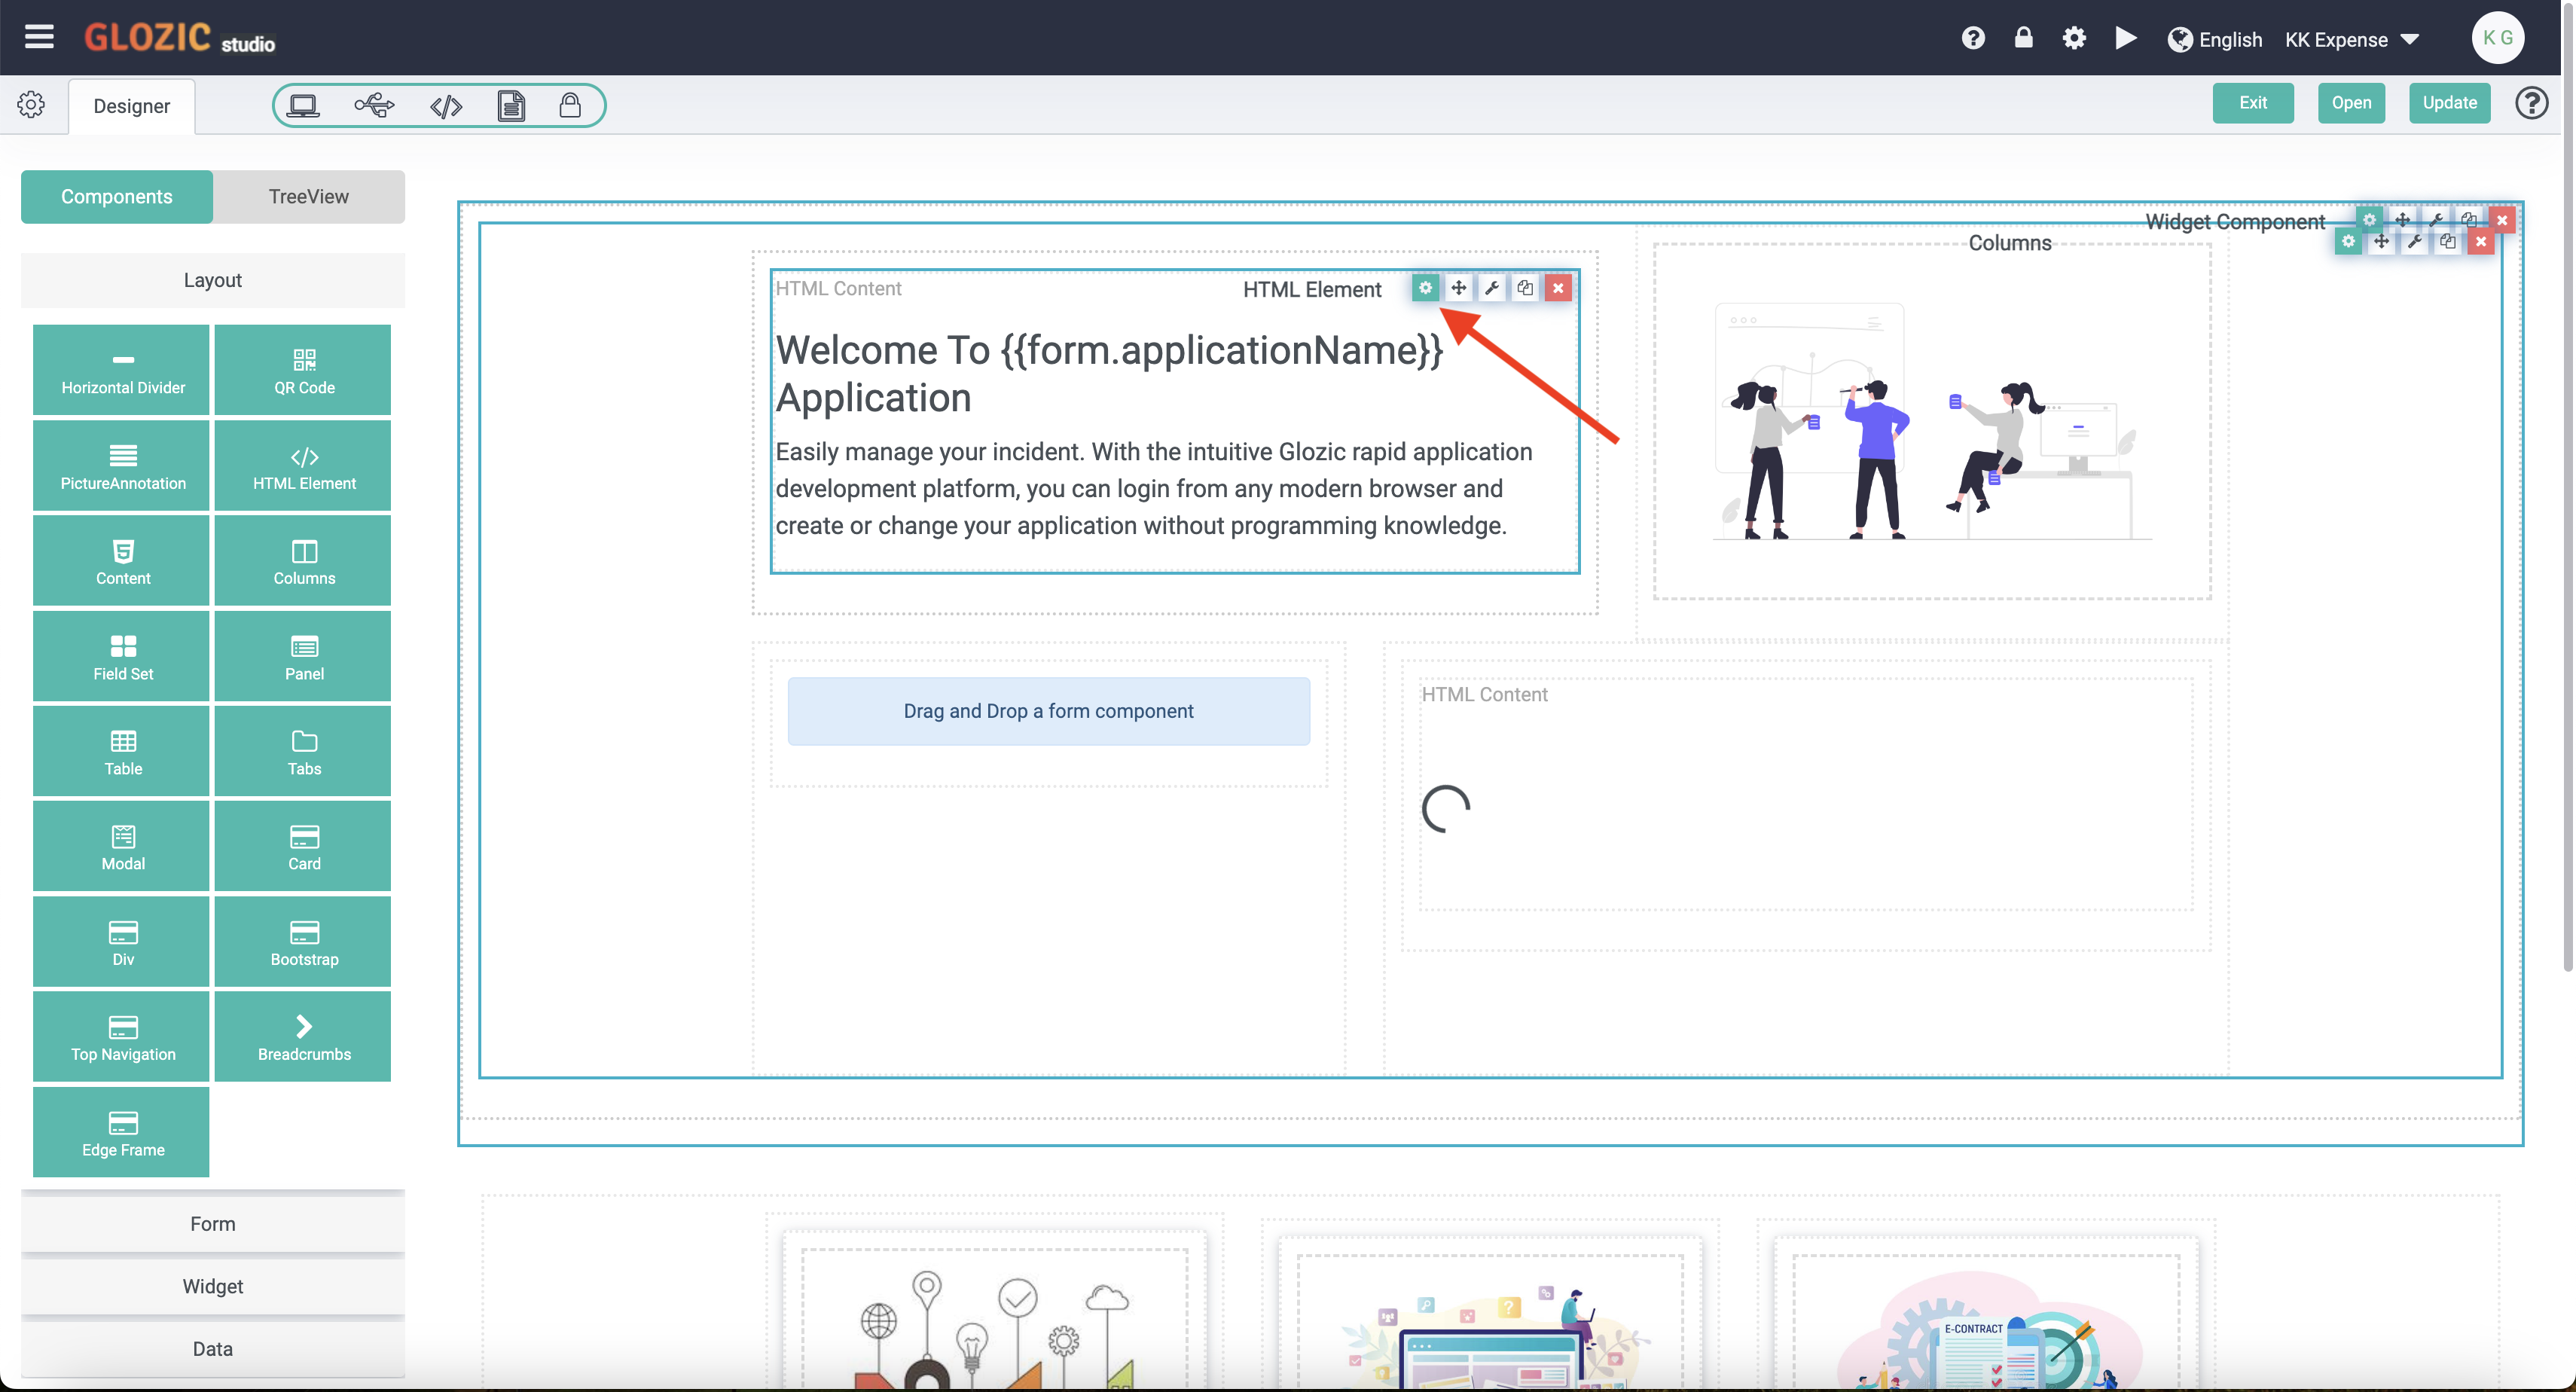 GLOZIC studio
English
KK Expense
K G
Designer
Exit
Open
Update
Components
TreeView
Layout
Horizontal Divider
QR Code
PictureAnnotation
HTML Element
Content
Columns
Field Set
Panel
Table
Tabs
Modal
Card
Div
Bootstrap
Top Navigation
Breadcrumbs
Edge Frame
Form
Widget
Data
Widget Component
Columns
HTML Content
HTML Element
Welcome To {{form.applicationName}}
Application
Easily manage your incident. With the intuitive Glozic rapid application
development platform, you can login from any modern browser and
create or change your application without programming knowledge.
Drag and Drop a form component
HTML Content
E-CONTRACT